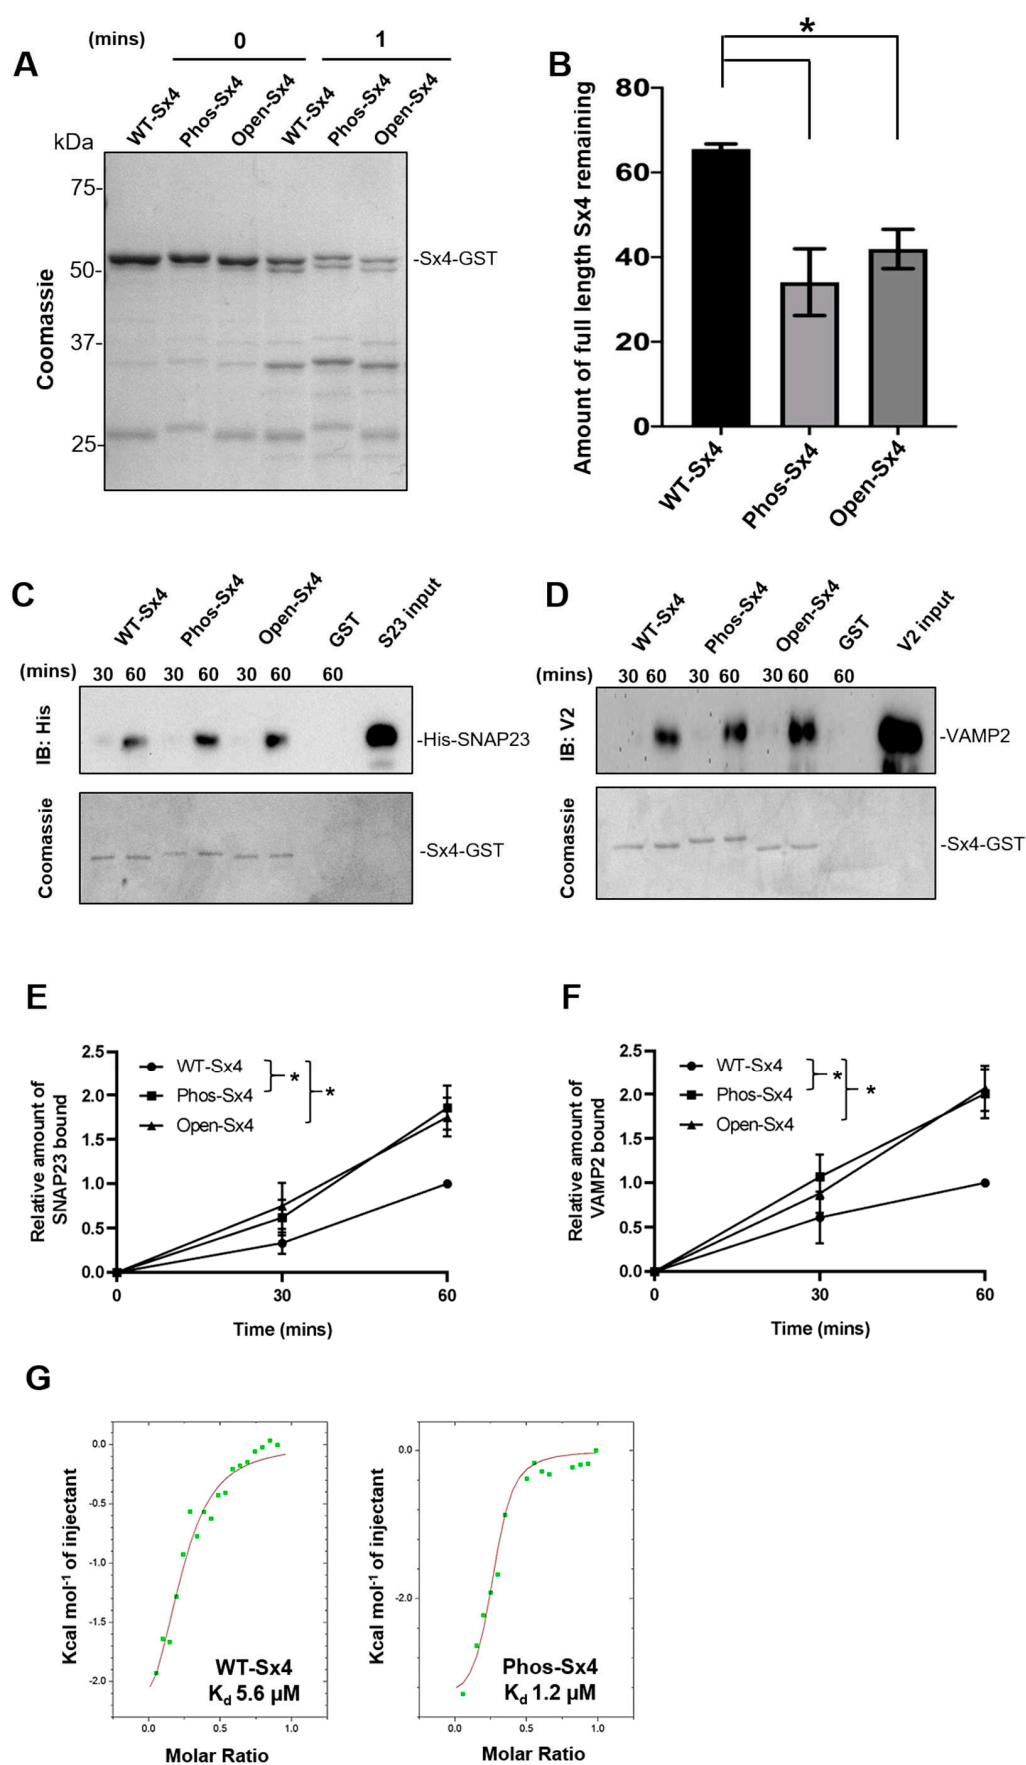 A
(mins) 0 1
WT-Sx4 Phos-Sx4 Open-Sx4 WT-Sx4 Phos-Sx4 Open-Sx4
kDa
75-
50-
37-
25-
-Sx4-GST
Coomassie
B
*
Amount of full length Sx4 remaining
80
60
40
20
0
WT-Sx4 Phos-Sx4 Open-Sx4
C
WT-Sx4 Phos-Sx4 Open-Sx4 GST S23 input
(mins) 30 60 30 60 30 60 60
IB: His
-His-SNAP23
Coomassie
-Sx4-GST
D
WT-Sx4 Phos-Sx4 Open-Sx4 GST V2 input
(mins) 30 60 30 60 30 60 60
IB: V2
-VAMP2
Coomassie
-Sx4-GST
E
Relative amount of
SNAP23 bound
2.5
2.0
1.5
1.0
0.5
0.0
WT-Sx4
Phos-Sx4
Open-Sx4
*
*
0 30 60
Time (mins)
F
Relative amount of
VAMP2 bound
2.5
2.0
1.5
1.0
0.5
0.0
WT-Sx4
Phos-Sx4
Open-Sx4
*
*
0 30 60
Time (mins)
G
Kcal mol-1 of injectant
0.0
-0.5
-1.0
-1.5
-2.0
WT-Sx4
Kd 5.6 µM
0.0 0.5 1.0
Molar Ratio
Kcal mol-1 of injectant
0.0
-2.0
Phos-Sx4
Kd 1.2 µM
0.0 0.5 1.0
Molar Ratio